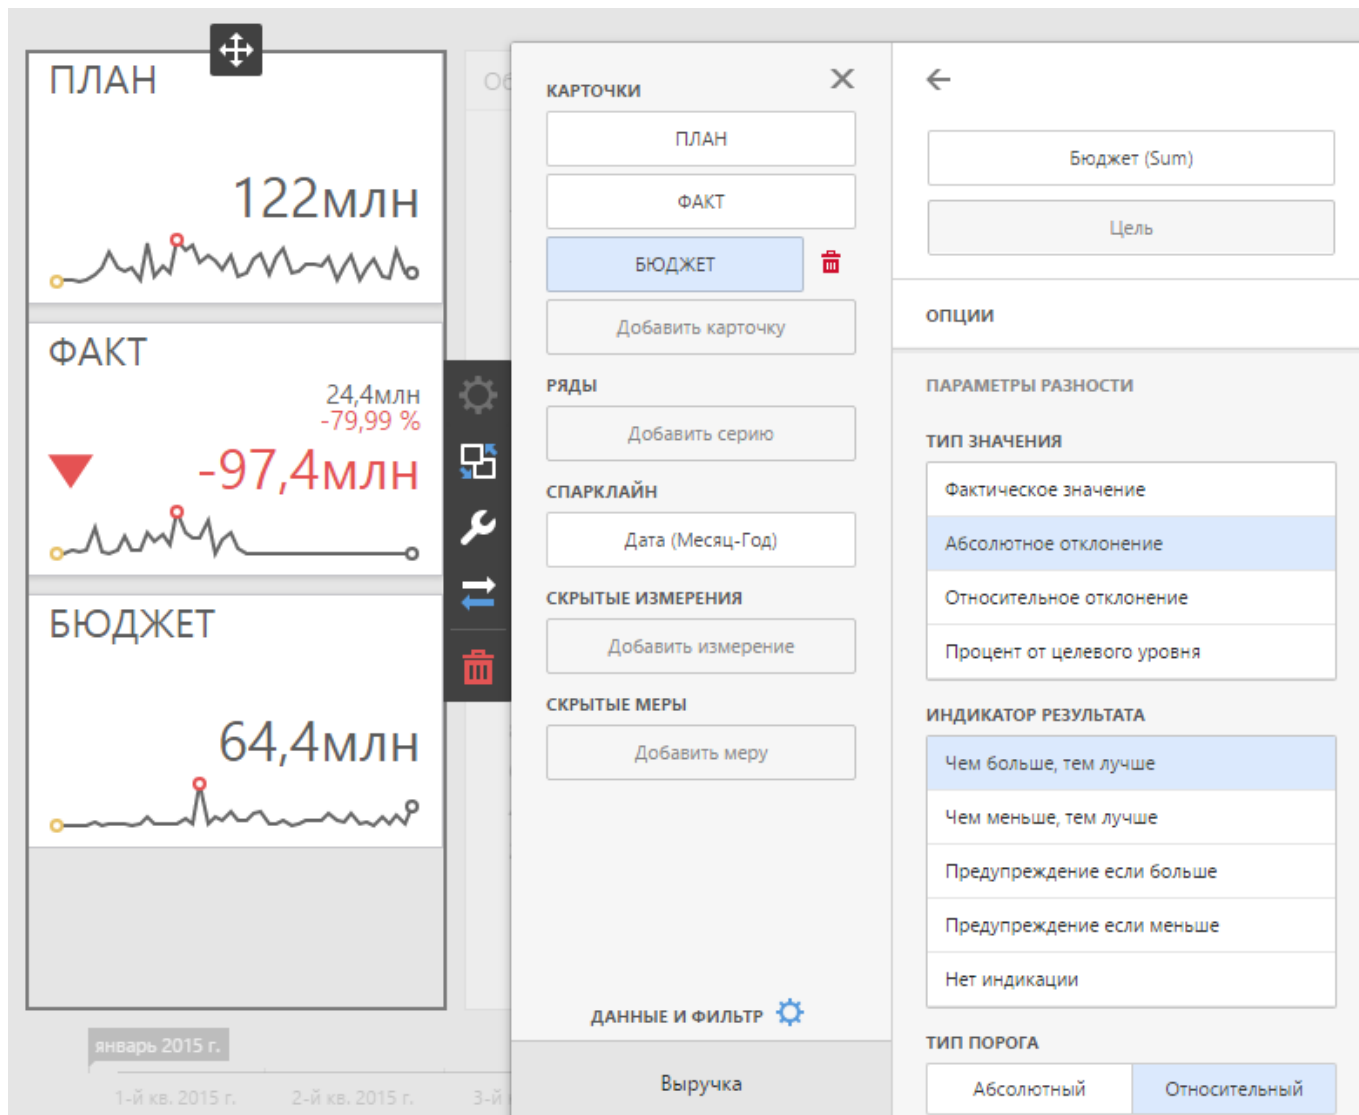 ПЛАН
122млн
ФАКТ
24,4млн
-79,99 %
-97,4млн
БЮДЖЕТ
64,4млн
январь 2015 г.
1-й кв. 2015 г.
2-й кв. 2015 г.
3-й
КАРТОЧКИ
ПЛАН
ФАКТ
БЮДЖЕТ
Добавить карточку
РЯДЫ
Добавить серию
СПАРКЛАЙН
Дата (Месяц-Год)
СКРЫТЫЕ ИЗМЕРЕНИЯ
Добавить измерение
СКРЫТЫЕ МЕРЫ
Добавить меру
ДАННЫЕ И ФИЛЬТР
Выручка
Бюджет (Sum)
Цель
ОПЦИИ
ПАРАМЕТРЫ РАЗНОСТИ
ТИП ЗНАЧЕНИЯ
Фактическое значение
Абсолютное отклонение
Относительное отклонение
Процент от целевого уровня
ИНДИКАТОР РЕЗУЛЬТАТА
Чем больше, тем лучше
Чем меньше, тем лучше
Предупреждение если больше
Предупреждение если меньше
Нет индикации
ТИП ПОРОГА
Абсолютный
Относительный